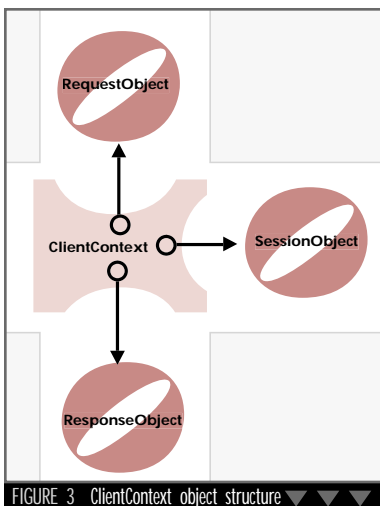 RequestObject
ClientContext
SessionObject
ResponseObject
FIGURE 3 ClientContext object structure